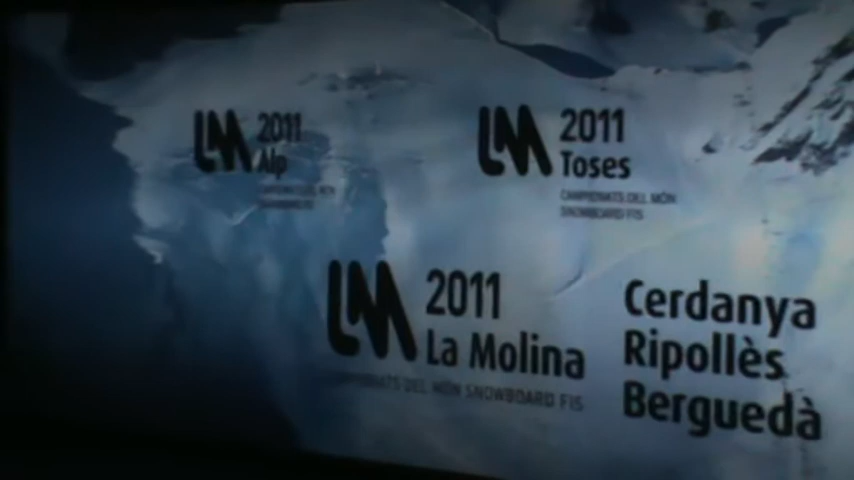 LM 2011
Alp
LM 2011
Toses
CAMPIONATS DEL MÓN
SNOWBOARD FIS
LM 2011
La Molina
CAMPIONATS DEL MÓN SNOWBOARD FIS
Cerdanya
Ripollès
Berguedà